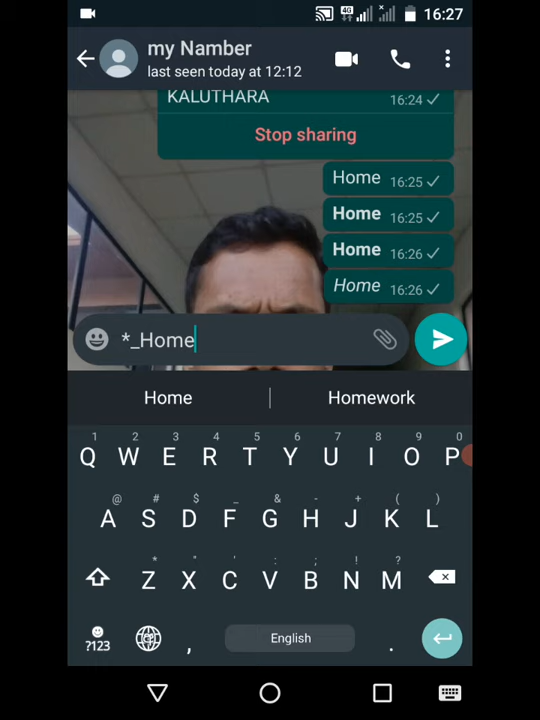 4G 16:27
my Namber
last seen today at 12:12
KALUTHARA 16:24
Stop sharing
Home 16:25
Home 16:25
Home 16:26
Home 16:26
*_Home
Home | Homework
1 2 3 4 5 6 7 8 9 0
Q W E R T Y U I O P
@ # $ _ & - + ( )
A S D F G H J K L
* " ' : ; ! ?
Z X C V B N M
?123 , English .